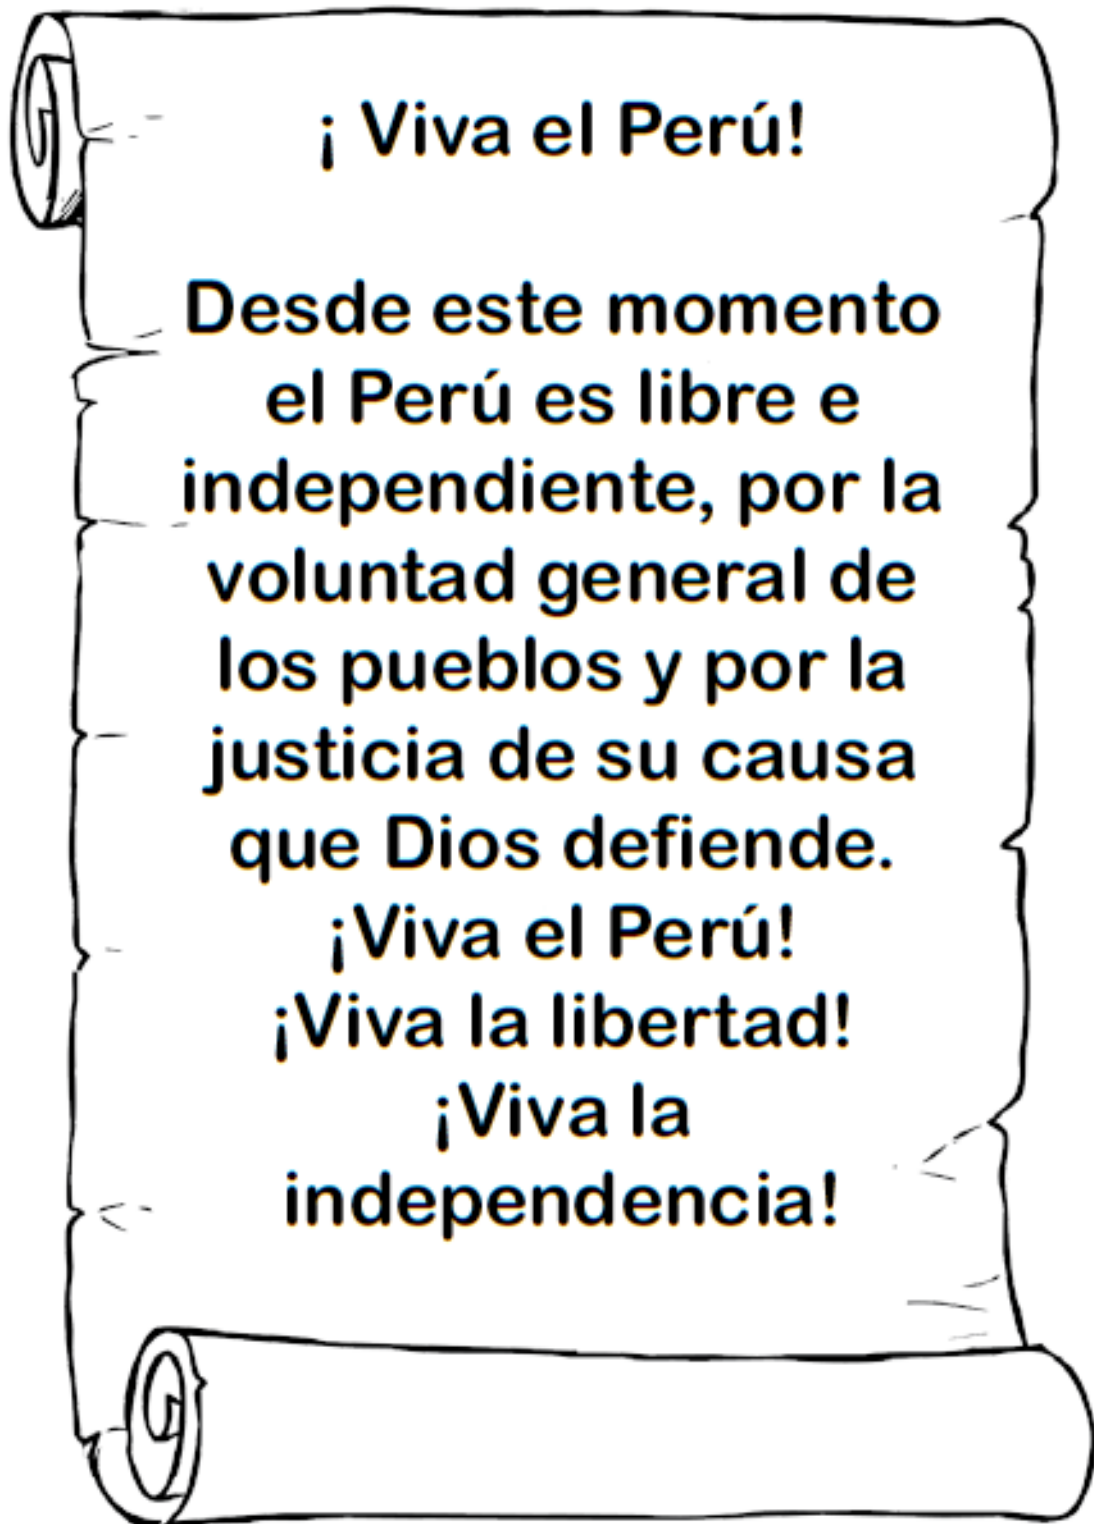 ¡ Viva el Perú!
Desde este momento
el Perú es libre e
independiente, por la
voluntad general de
los pueblos y por la
justicia de su causa
que Dios defiende.
¡Viva el Perú!
¡Viva la libertad!
¡Viva la
independencia!